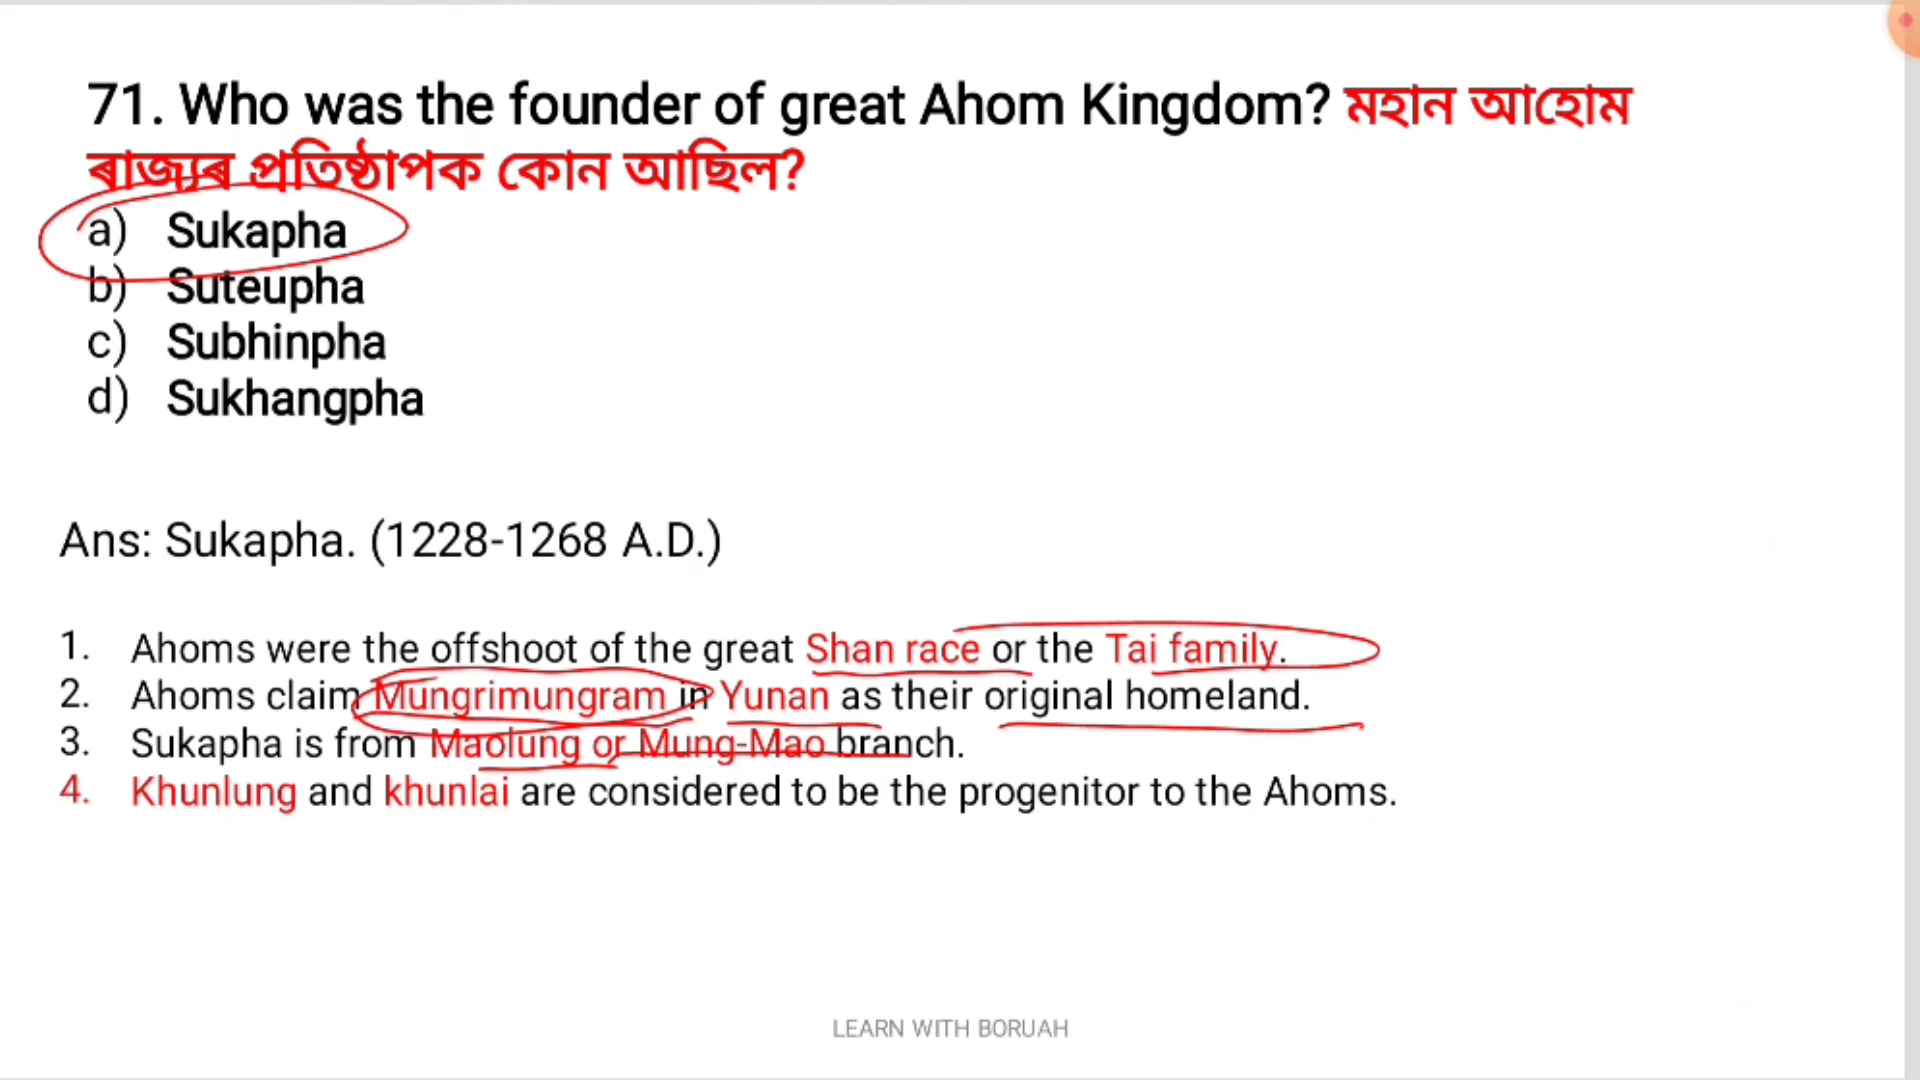 71. Who was the founder of great Ahom Kingdom? মহান আহোম
ৰাজ্যৰ প্ৰতিষ্ঠাপক কোন আছিল?
a) Sukapha
b) Suteupha
c) Subhinpha
d) Sukhangpha
Ans: Sukapha. (1228-1268 A.D.)
1. Ahoms were the offshoot of the great Shan race or the Tai family.
2. Ahoms claim Mungrimungram in Yunan as their original homeland.
3. Sukapha is from Maolung or Mung-Mao branch.
4. Khunlung and khunlai are considered to be the progenitor to the Ahoms.
LEARN WITH BORUAH